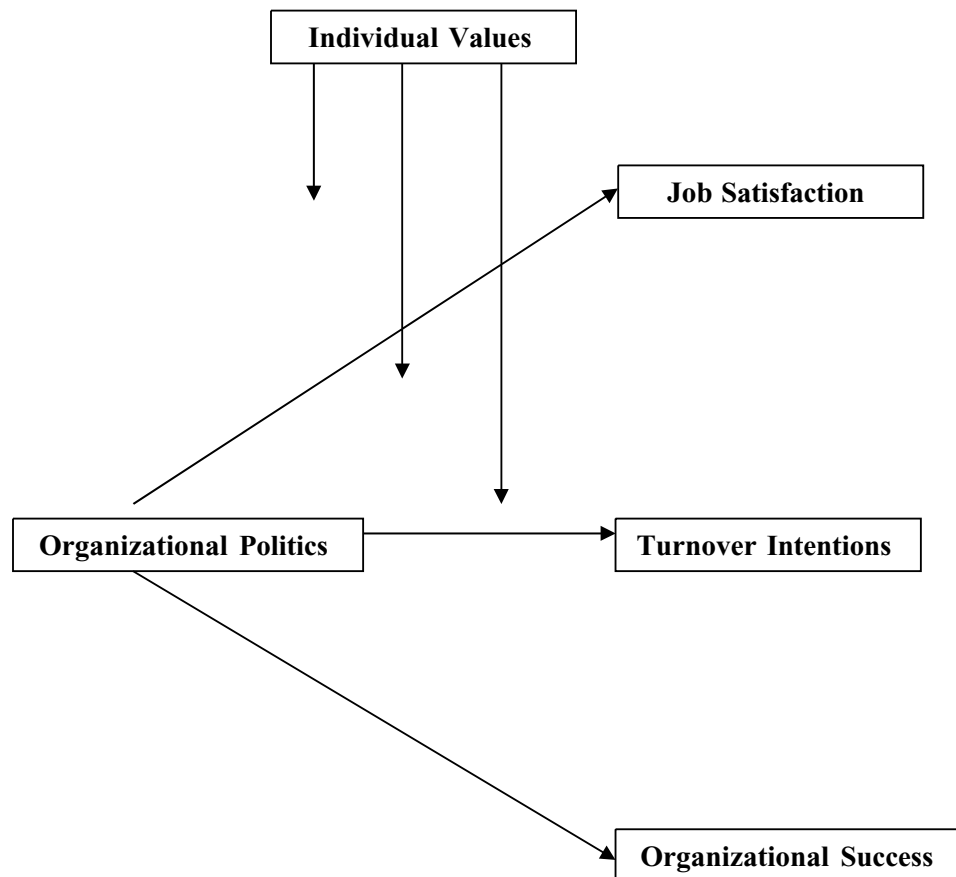 Individual Values
Job Satisfaction
Organizational Politics
Turnover Intentions
Organizational Success